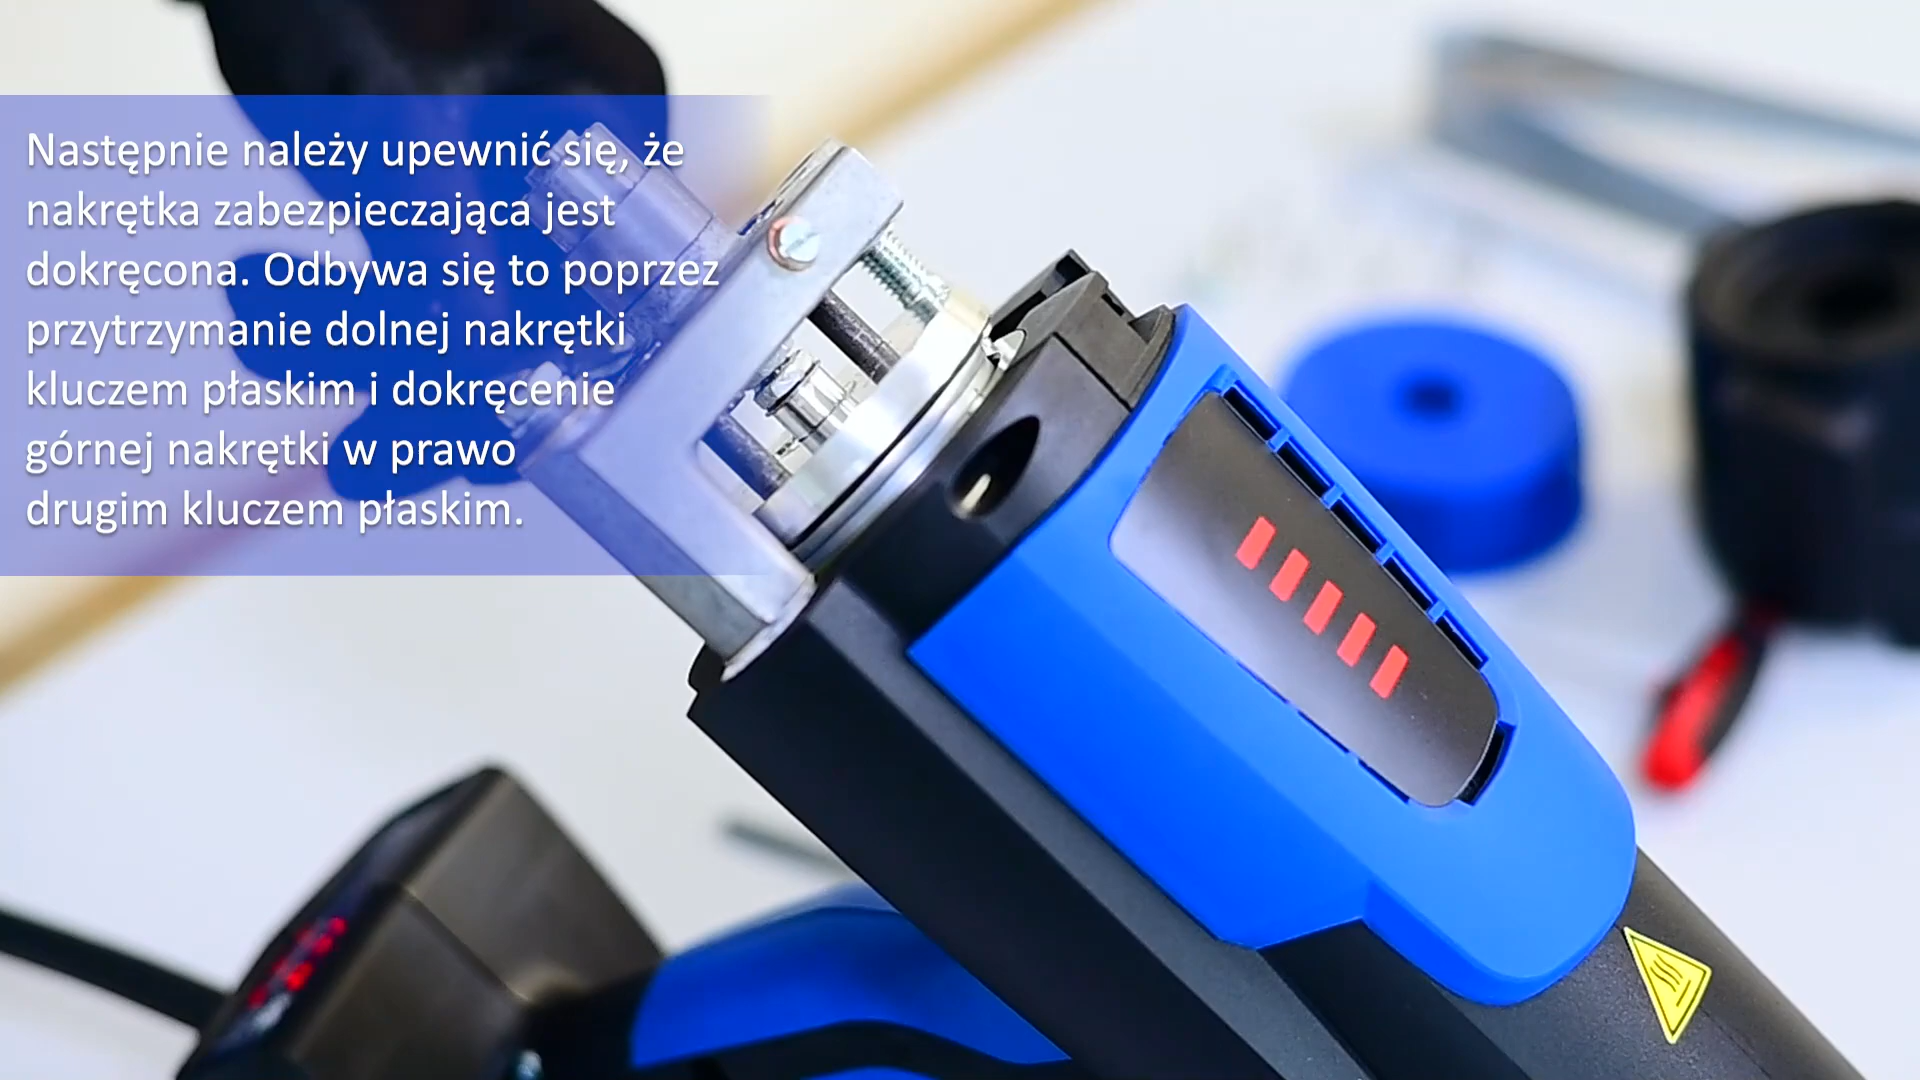 Następnie należy upewnić się, że
nakrętka zabezpieczająca jest
dokręcona. Odbywa się to poprzez
przytrzymanie dolnej nakrętki
kluczem płaskim i dokręcenie
górnej nakrętki w prawo
drugim kluczem płaskim.